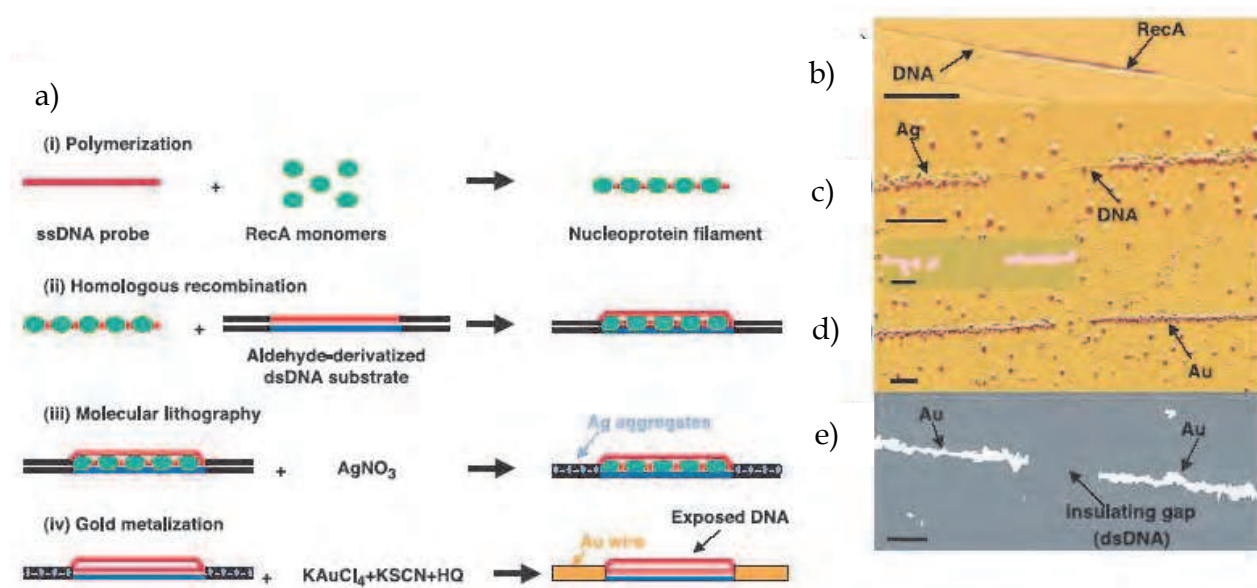 a)
(i) Polymerization
+
ssDNA probe
RecA monomers
Nucleoprotein filament
(ii) Homologous recombination
+
Aldehyde-derivatized
dsDNA substrate
(iii) Molecular lithography
Ag aggregates
+
AgNO3
(iv) Gold metalization
Exposed DNA
Au wire
+
KAuCl4+KSCN+HQ
b)
RecA
DNA
c)
Ag
DNA
d)
Au
e)
Au
Au
insulating gap
(dsDNA)